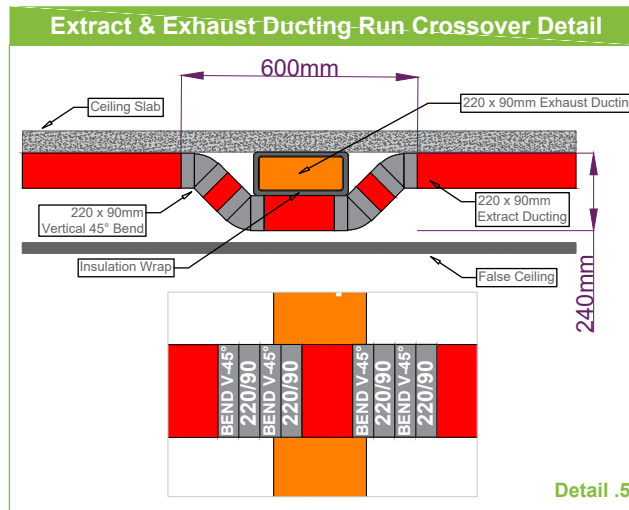 Extract & Exhaust Ducting Run Crossover Detail
600mm
Ceiling Slab
220 x 90mm Exhaust Ductin
220 x 90mm
Vertical 45° Bend
220 x 90mm
Extract Ducting
Insulation Wrap
False Ceiling
240mm
BEND V-45°
220/90
BEND V-45°
220/90
BEND V-45°
220/90
BEND V-45°
220/90
Detail .5